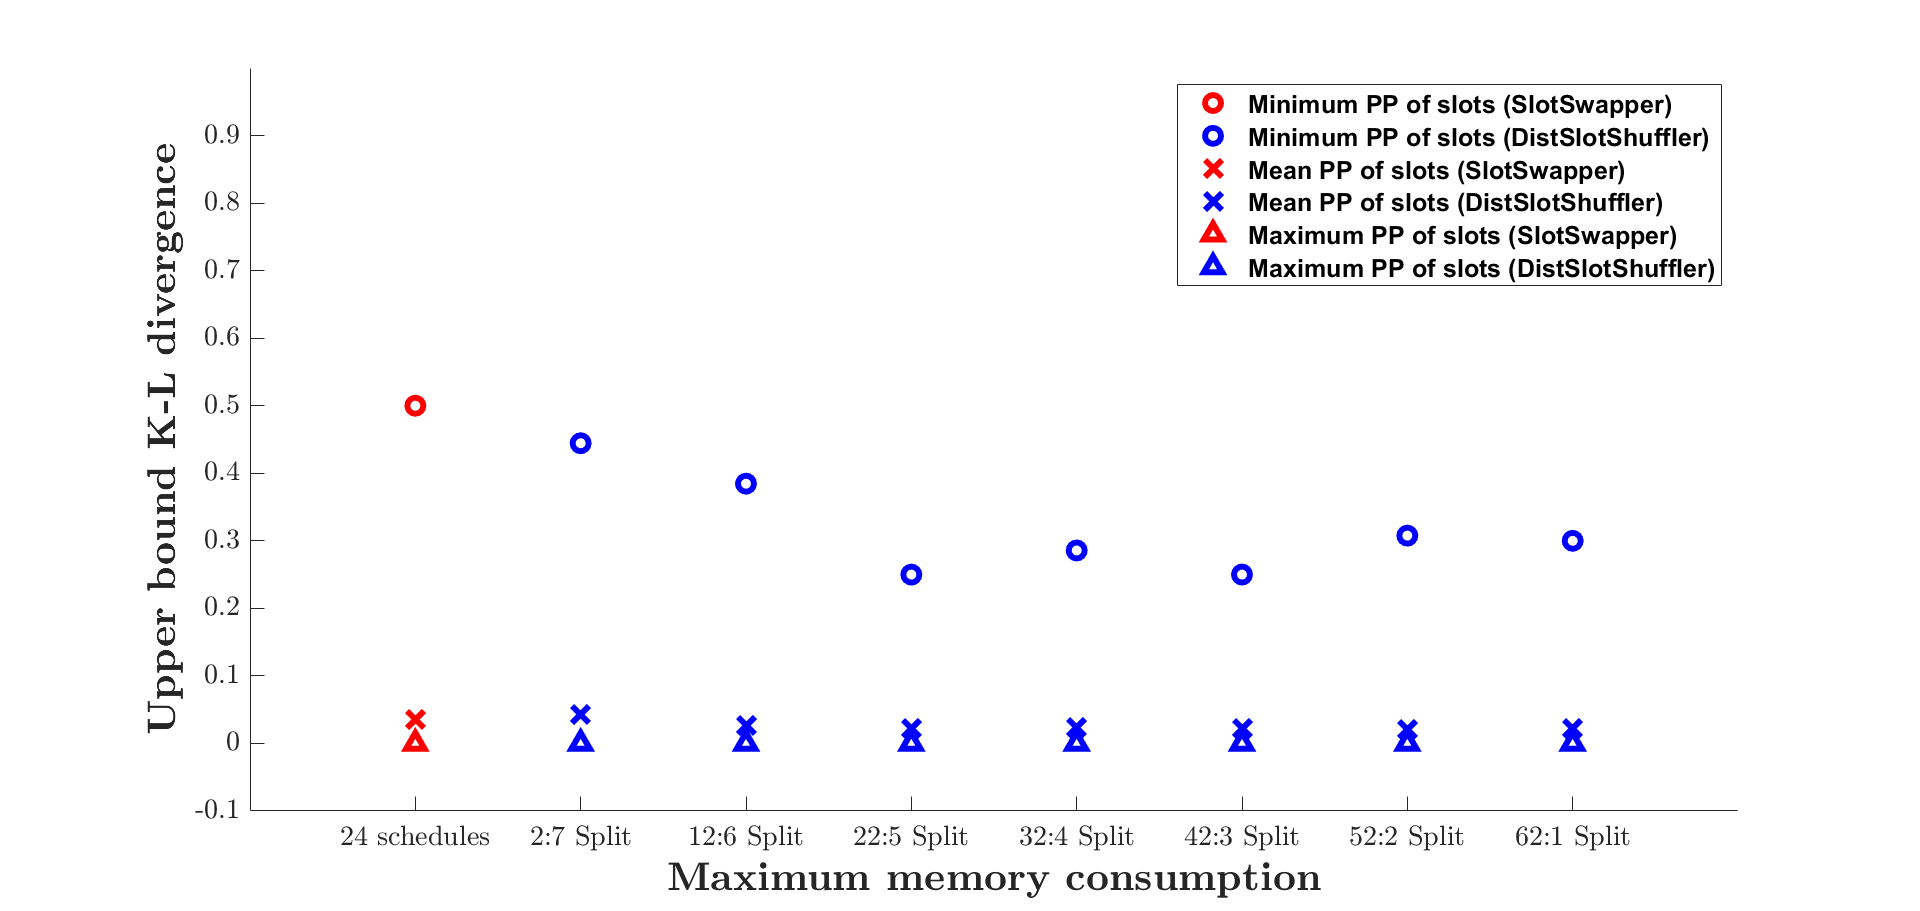 Minimum PP of slots (SlotSwapper)
Minimum PP of slots (DistSlotShuffler)
Mean PP of slots (SlotSwapper)
Mean PP of slots (DistSlotShuffler)
Maximum PP of slots (SlotSwapper)
Maximum PP of slots (DistSlotShuffler)
Upper bound K-L divergence
0.9
0.8
0.7
0.6
0.5
0.4
0.3
0.2
0.1
0
-0.1
24 schedules 2:7 Split 12:6 Split 22:5 Split 32:4 Split 42:3 Split 52:2 Split 62:1 Split
Maximum memory consumption